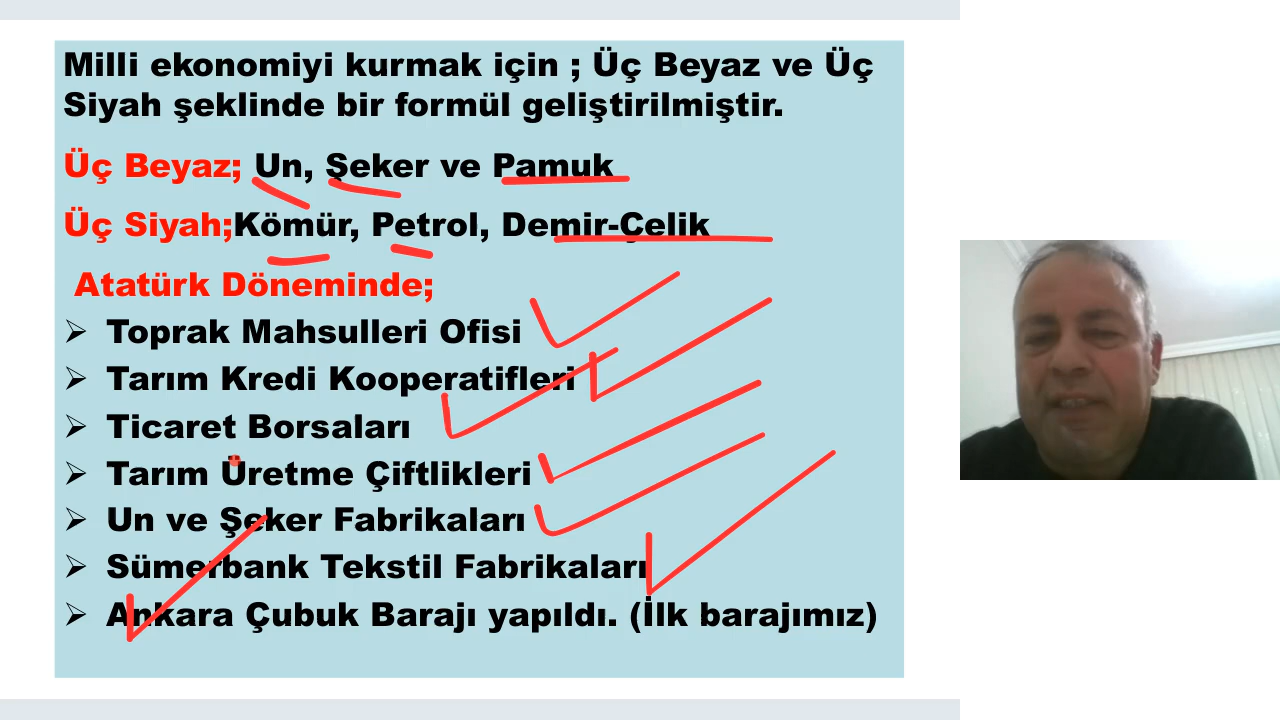 Milli ekonomiyi kurmak için ; Üç Beyaz ve Üç
Siyah şeklinde bir formül geliştirilmiştir.
Üç Beyaz; Un, Şeker ve Pamuk
Üç Siyah;Kömür, Petrol, Demir-Çelik
Atatürk Döneminde;
Toprak Mahsulleri Ofisi
Tarım Kredi Kooperatifleri
Ticaret Borsaları
Tarım Üretme Çiftlikleri
Un ve Şeker Fabrikaları
Sümerbank Tekstil Fabrikaları
Ankara Çubuk Barajı yapıldı. (İlk barajımız)